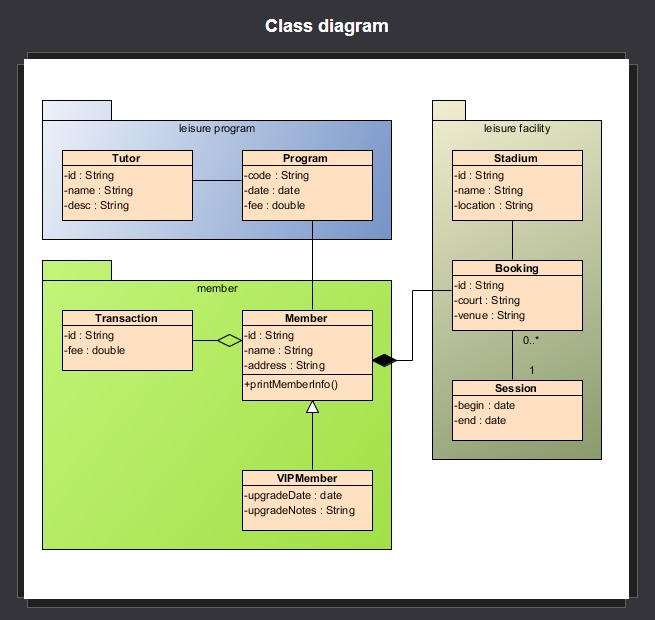 Class diagram
leisure program
Tutor
-id : String
-name : String
-desc : String
Program
-code : String
-date : date
-fee : double
leisure facility
Stadium
-id : String
-name : String
-location : String
Booking
-id : String
-court : String
-venue : String
0..*
1
Session
-begin : date
-end : date
member
Transaction
-id : String
-fee : double
Member
-id : String
-name : String
-address : String
+printMemberInfo()
VIPMember
-upgradeDate : date
-upgradeNotes : String